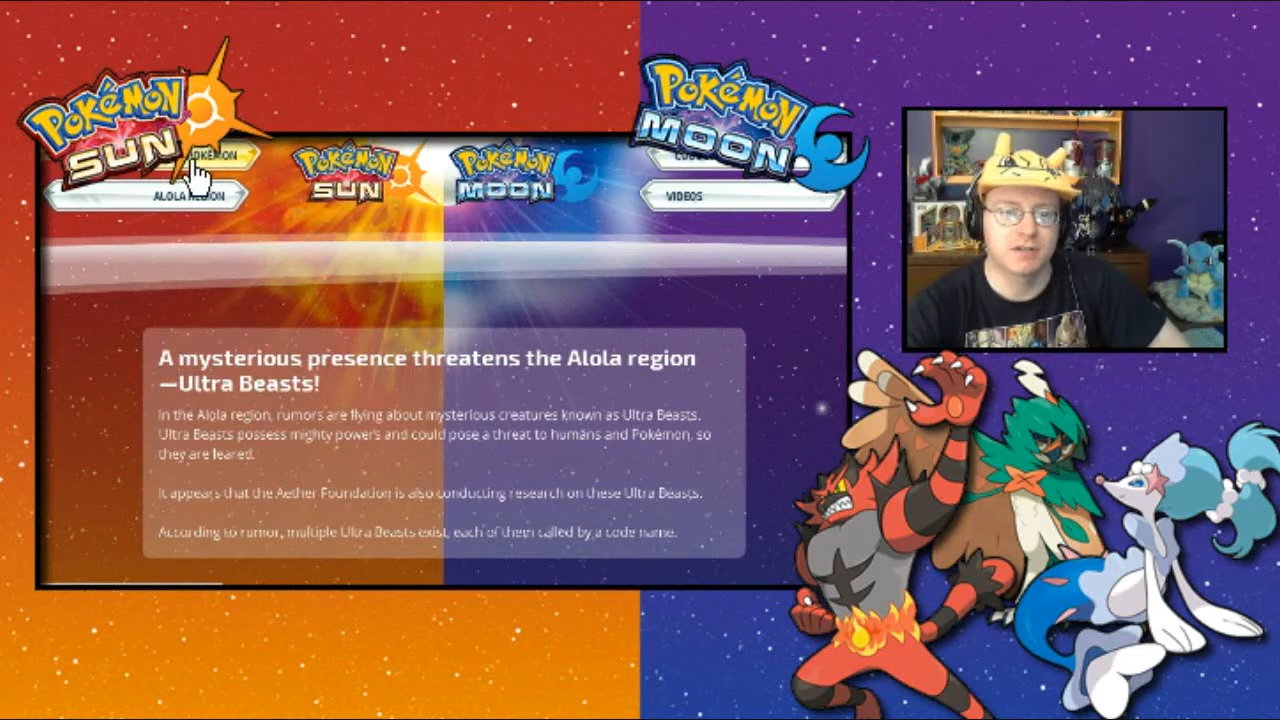 POKÉMON
SUN
POKÉMON
MOON
POKÉMON
ALOLA REGION
POKÉMON
SUN
POKÉMON
MOON
VIDEOS
A mysterious presence threatens the Alola region
—Ultra Beasts!
In the Alola region, rumors are flying about mysterious creatures known as Ultra Beasts.
Ultra Beasts possess mighty powers and could pose a threat to humans and Pokémon, so
they are feared.
It appears that the Aether Foundation is also conducting research on these Ultra Beasts.
According to rumor, multiple Ultra Beasts exist, each of them called by a code name.